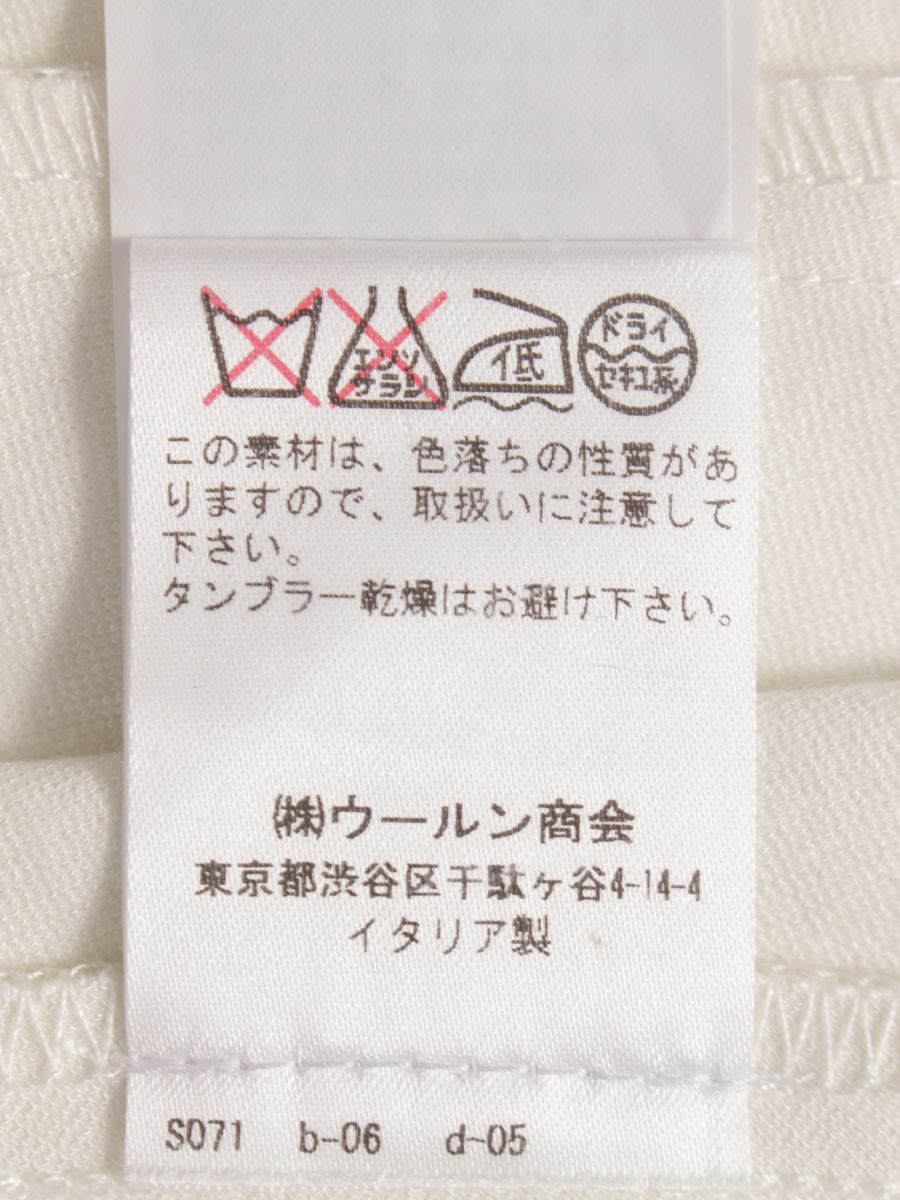 エンソ
サラシ
低
ドライ
セキユ系
この素材は、色落ちの性質があ
りますので、取扱いに注意して
下さい。
タンブラー乾燥はお避け下さい。
㈱ウールン商会
東京都渋谷区千駄ヶ谷4-14-4
イタリア製
S071 b-06 d-05